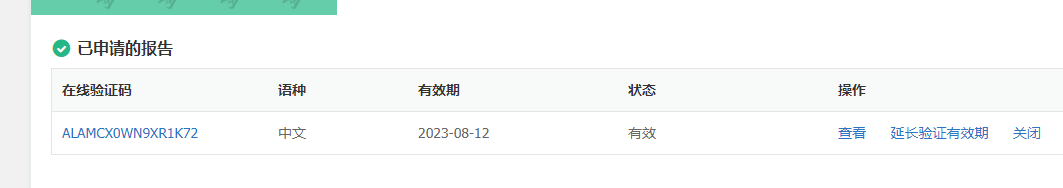 已申请的报告
在线验证码 语种 有效期 状态 操作
ALAMCX0WN9XR1K72 中文 2023-08-12 有效 查看 延长验证有效期 关闭